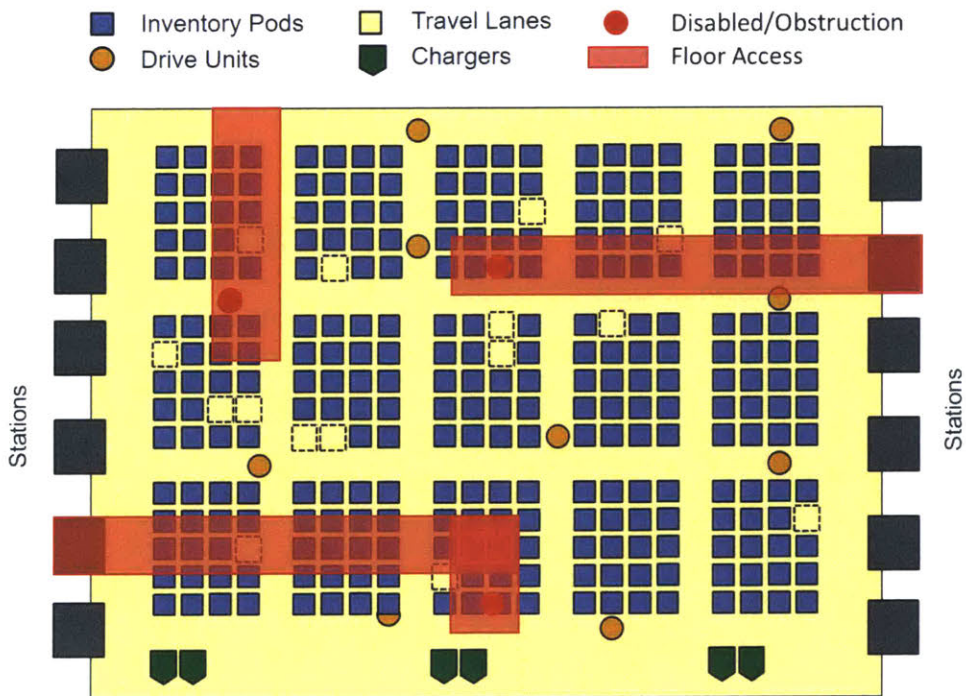 Inventory Pods
Travel Lanes
Disabled/Obstruction
Drive Units
Chargers
Floor Access
Stations
Stations